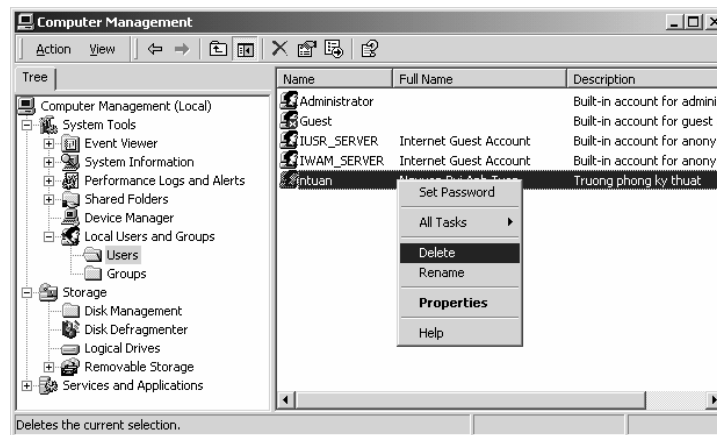 Computer Management
Action View
Tree
Name Full Name Description
Computer Management (Local)
System Tools
Event Viewer
System Information
Performance Logs and Alerts
Shared Folders
Device Manager
Local Users and Groups
Users
Groups
Storage
Disk Management
Disk Defragmenter
Logical Drives
Removable Storage
Services and Applications
Administrator Built-in account for admini
Guest Built-in account for guest
IUSR_SERVER Internet Guest Account Built-in account for anony
IWAM_SERVER Internet Guest Account Built-in account for anony
Truong phong ky thuat
Set Password
All Tasks
Delete
Rename
Properties
Help
Deletes the current selection.